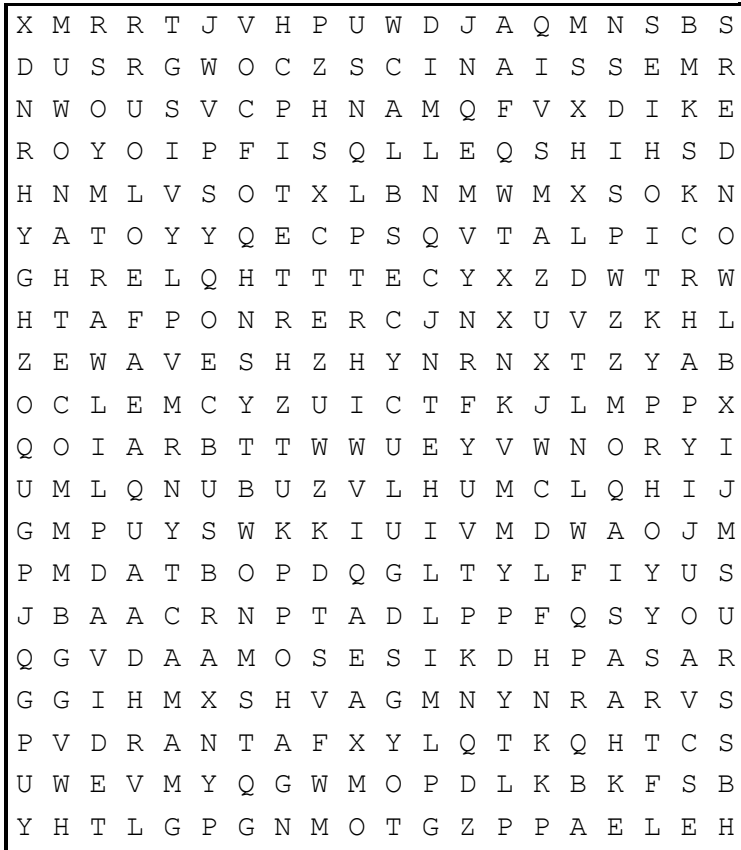 X M R R T J V H P U W D J A Q M N S B S
D U S R G W O C Z S C I N A I S S E M R
N W O U S V C P H N A M Q F V X D I K E
R O Y O I P F I S Q L L E Q S H I H S D
H N M L V S O T X L B N M W M X S O K N
Y A T O Y Y Q E C P S Q V T A L P I C O
G H R E L Q H T T T E C Y X Z D W T R W
H T A F P O N R E R C J N X U V Z K H L
Z E W A V E S H Z H Y N R N X T Z Y A B
O C L E M C Y Z U I C T F K J L M P P X
Q O I A R B T T W W U E Y V W N O R Y I
U M L Q N U B U Z V L H U M C L Q H I J
G M P U Y S W K K I U I V M D W A O J M
P M D A T B O P D Q G L T Y L F I Y U S
J B A A C R N P T A D L P P F Q S Y O U
Q G V D A A M O S E S I K D H P A S A R
G G I H M X S H V A G M N Y N R A R V S
P V D R A N T A F X Y L Q T K Q H T C S
U W E V M Y Q G W M O P D L K B K F S B
Y H T L G P G N M O T G Z P P A E L E H